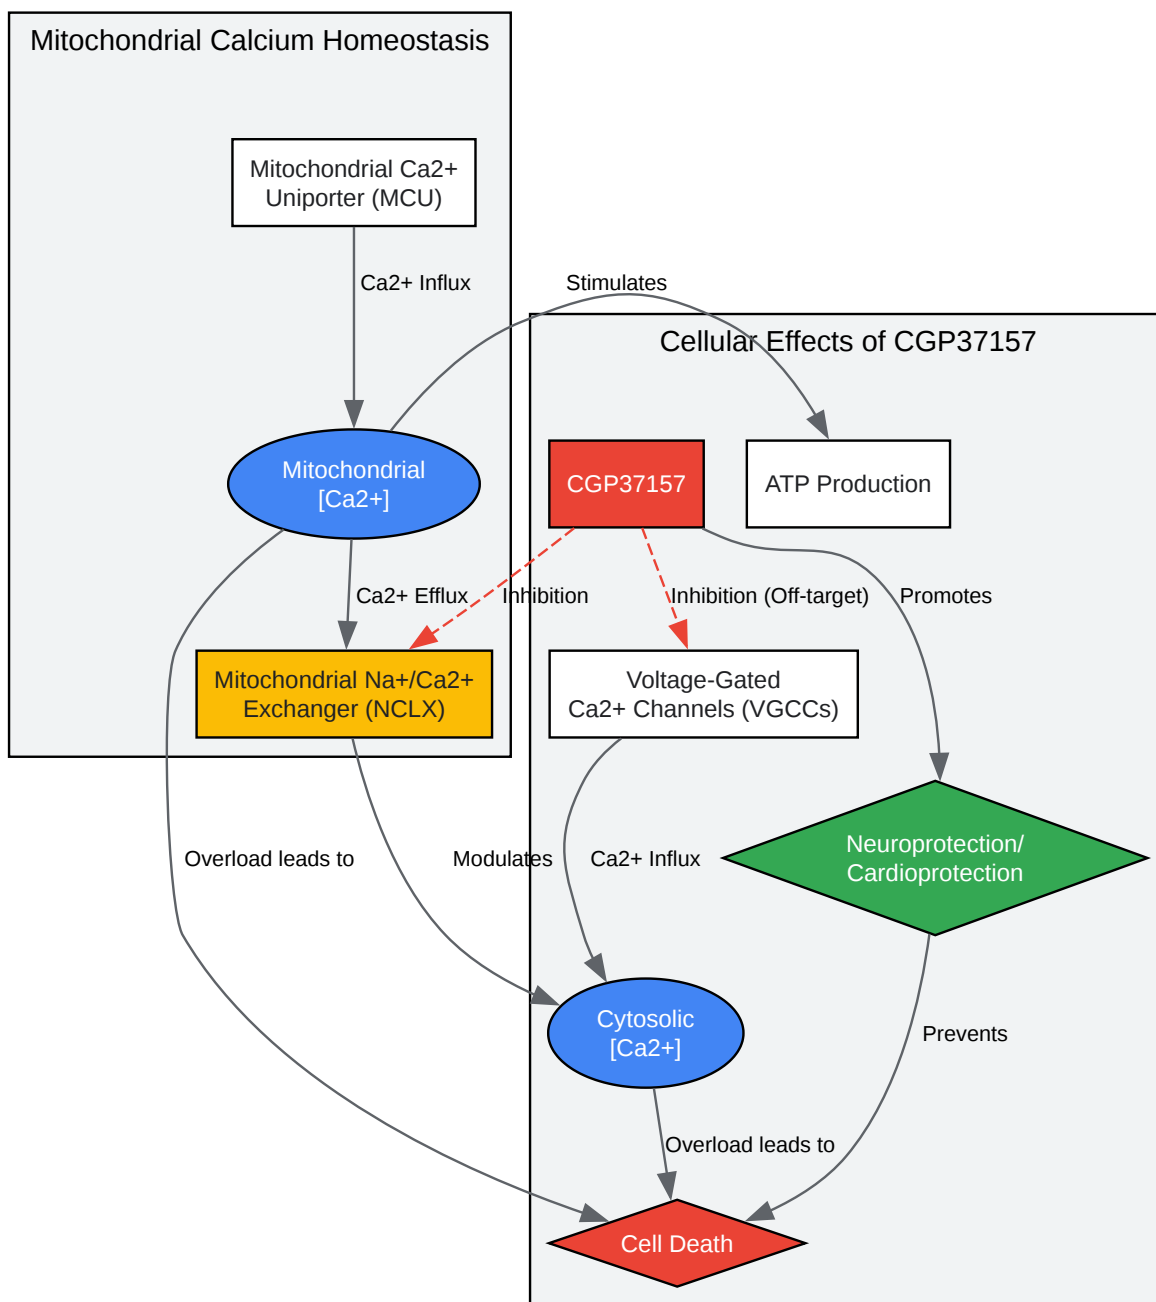 Mitochondrial Calcium Homeostasis
Mitochondrial Ca2+
Uniporter (MCU)
Ca2+ Influx
Stimulates
Cellular Effects of CGP37157
Mitochondrial
[Ca2+]
CGP37157
ATP Production
Ca2+ Efflux
Inhibition
Inhibition (Off-target)
Promotes
Mitochondrial Na+/Ca2+
Exchanger (NCLX)
Voltage-Gated
Ca2+ Channels (VGCCs)
Overload leads to
Modulates
Ca2+ Influx
Neuroprotection/
Cardioprotection
Cytosolic
[Ca2+]
Prevents
Overload leads to
Cell Death